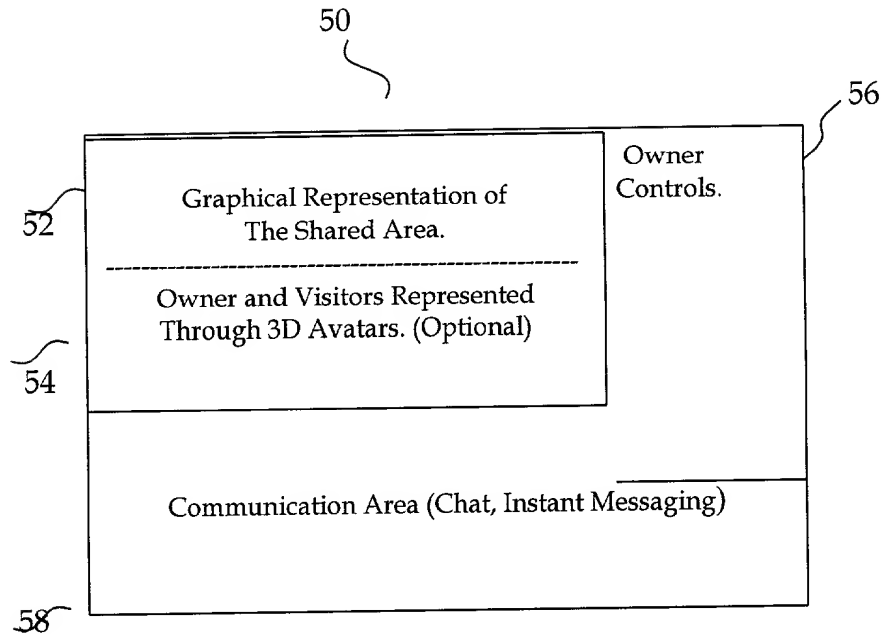 50
56
Owner
Controls.
52
Graphical Representation of
The Shared Area.
Owner and Visitors Represented
Through 3D Avatars. (Optional)
54
Communication Area (Chat, Instant Messaging)
58